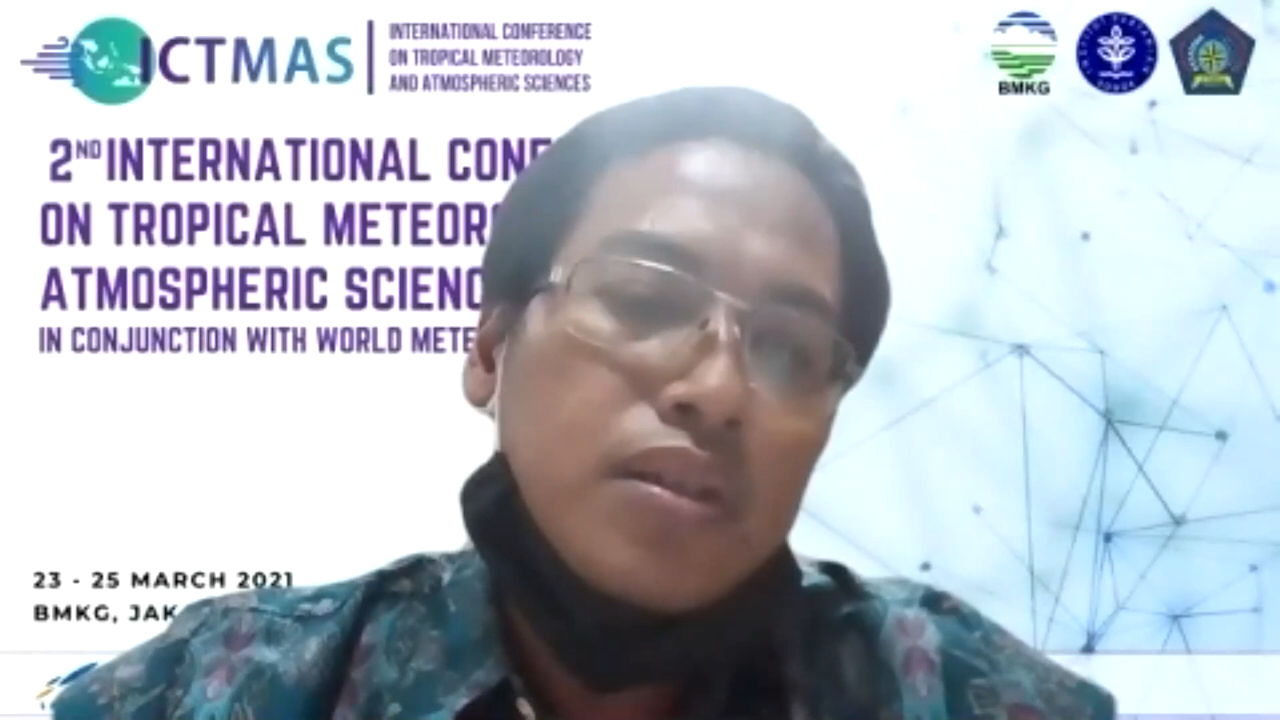 ICTMAS
INTERNATIONAL CONFERENCE
ON TROPICAL METEOROLOGY
AND ATMOSPHERIC SCIENCES
BMKG
2ND INTERNATIONAL CONF
ON TROPICAL METEOR
ATMOSPHERIC SCIENC
IN CONJUNCTION WITH WORLD METE
23 - 25 MARCH 2021
BMKG, JAK